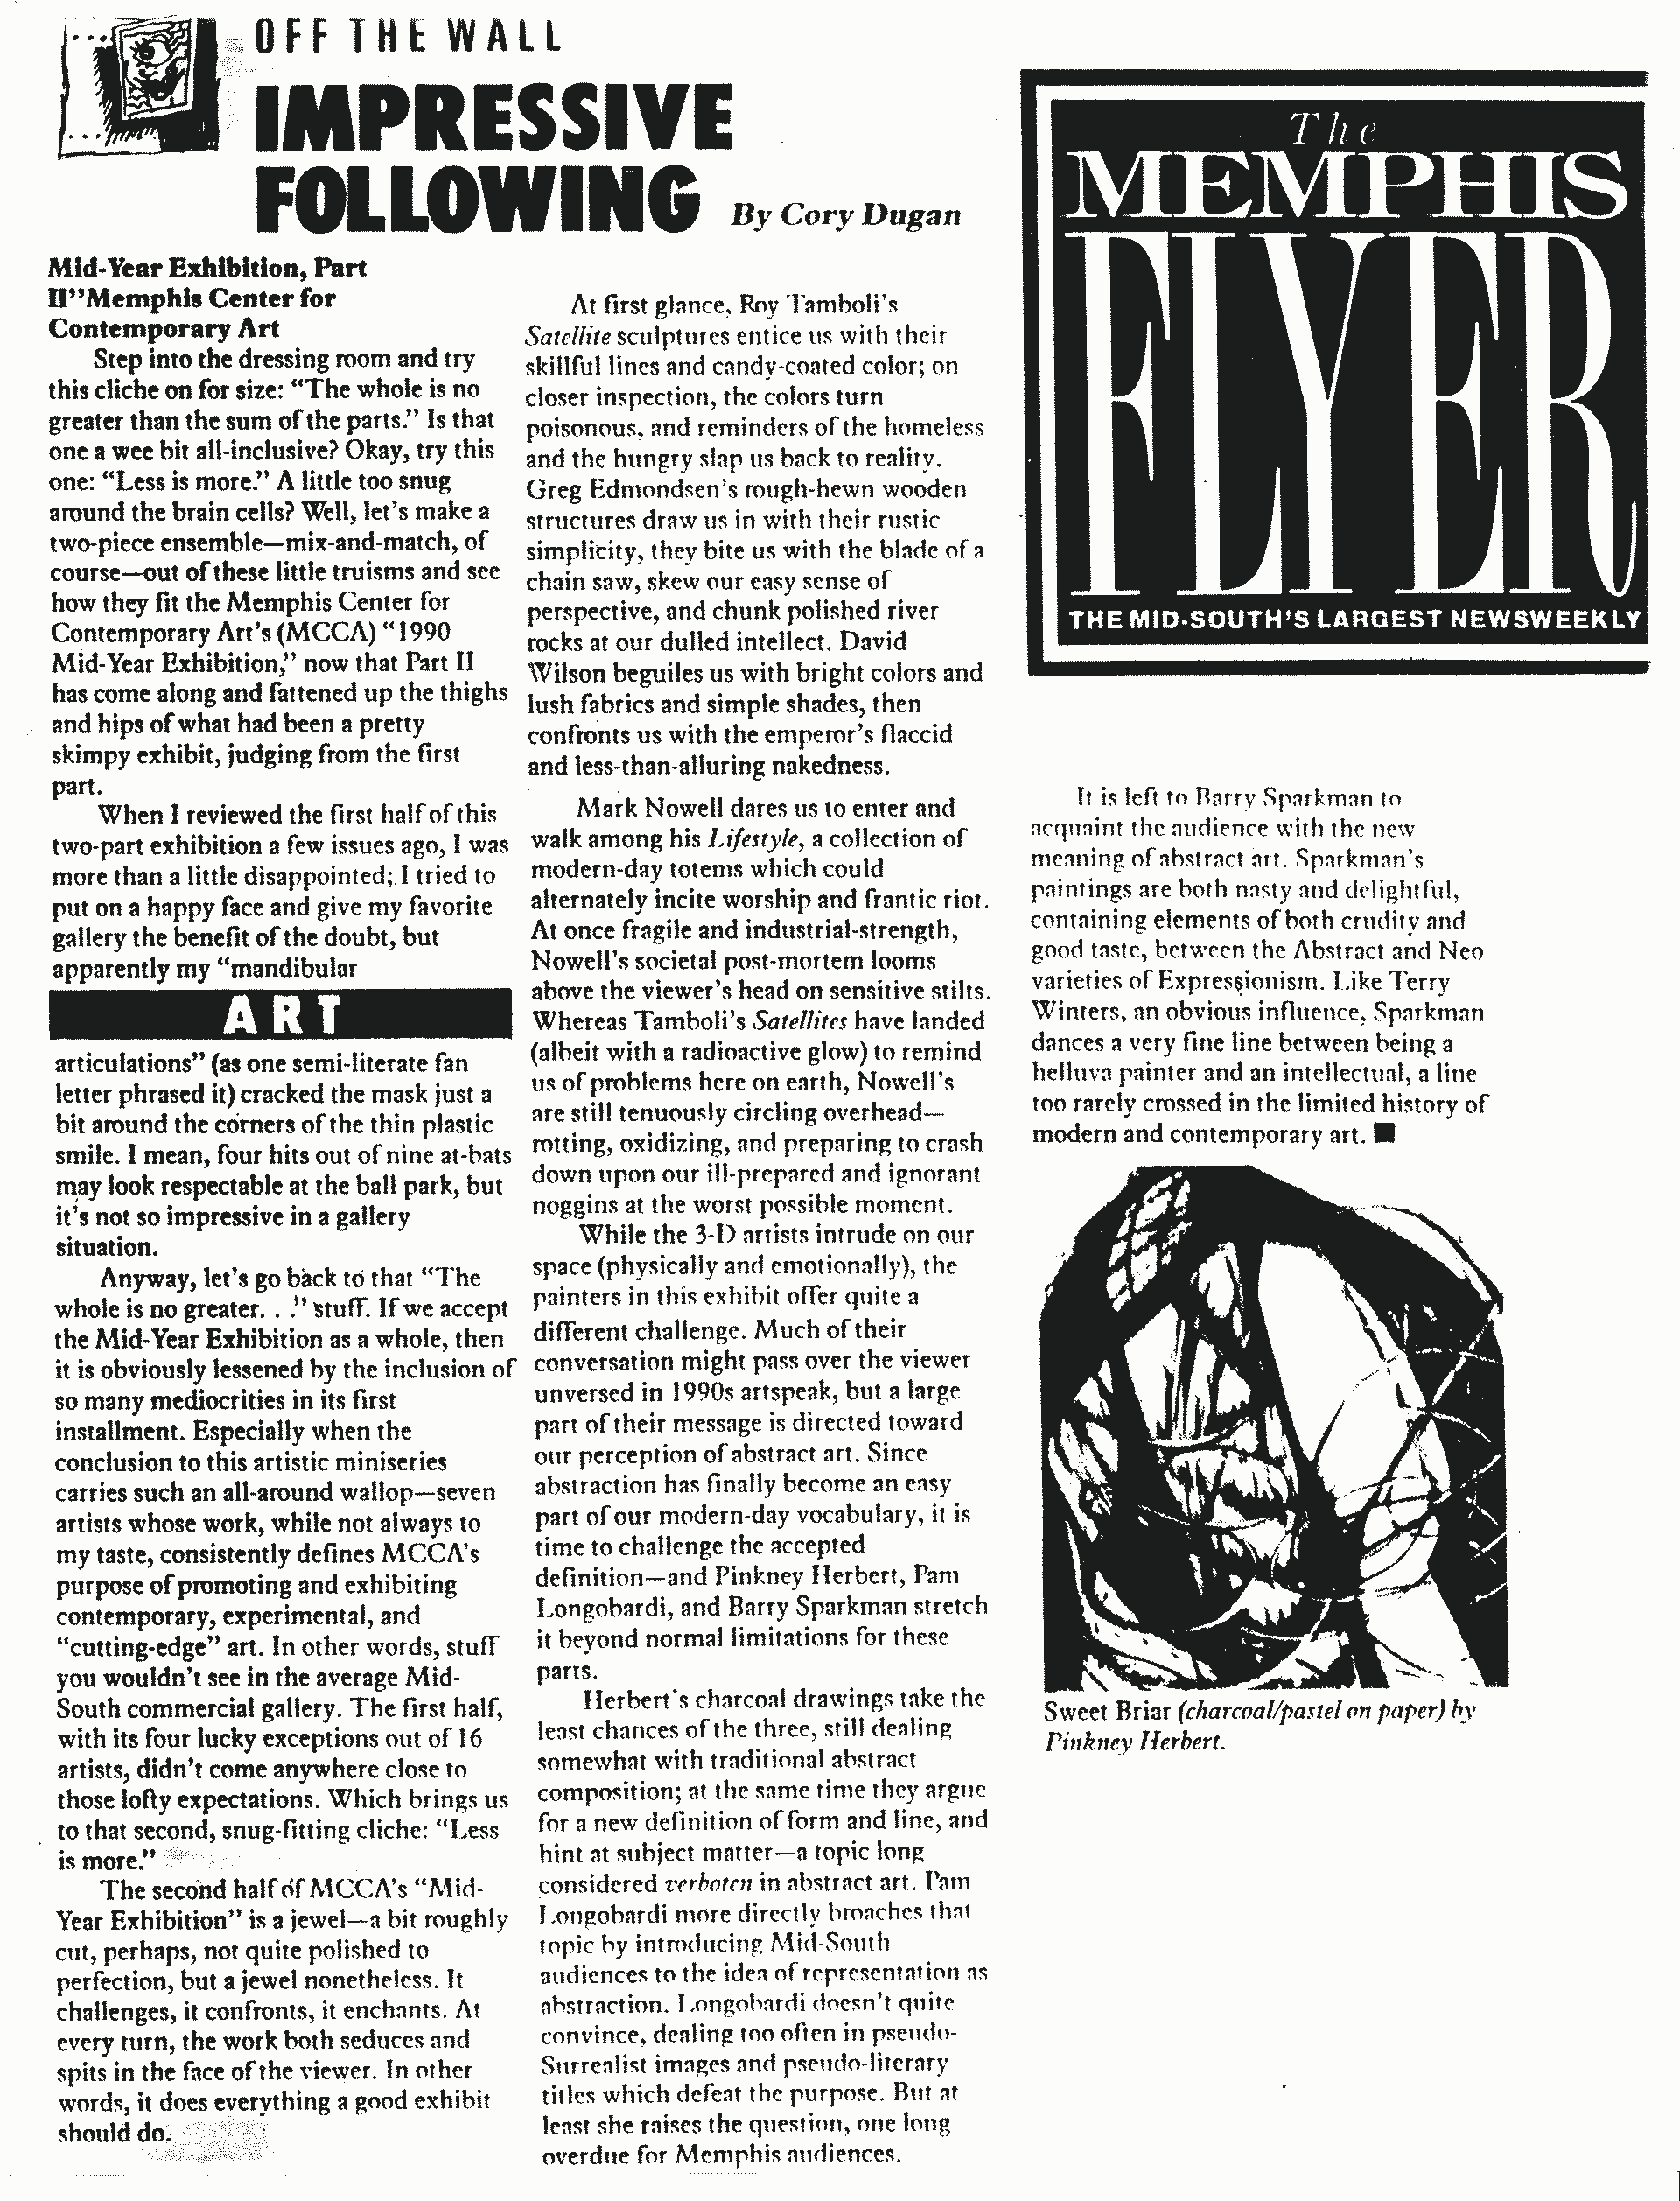 OFF THE WALL
IMPRESSIVE
FOLLOWING
By Cory Dugan
Mid-Year Exhibition, Part
II”Memphis Center for
Contemporary Art
Step into the dressing room and try
this cliche on for size: “The whole is no
greater than the sum of the parts.” Is that
one a wee bit all-inclusive? Okay, try this
one: “Less is more.” A little too snug
around the brain cells? Well, let’s make a
two-piece ensemble—mix-and-match, of
course—out of these little truisms and see
how they fit the Memphis Center for
Contemporary Art’s (MCCA) “1990
Mid-Year Exhibition,” now that Part II
has come along and fattened up the thighs
and hips of what had been a pretty
skimpy exhibit, judging from the first
part.
When I reviewed the first half of this
two-part exhibition a few issues ago, I was
more than a little disappointed; I tried to
put on a happy face and give my favorite
gallery the benefit of the doubt, but
apparently my “mandibular
ART
articulations” (as one semi-literate fan
letter phrased it) cracked the mask just a
bit around the corners of the thin plastic
smile. I mean, four hits out of nine at-bats
may look respectable at the ball park, but
it’s not so impressive in a gallery
situation.
Anyway, let’s go back to that “The
whole is no greater. . .” stuff. If we accept
the Mid-Year Exhibition as a whole, then
it is obviously lessened by the inclusion of
so many mediocrities in its first
installment. Especially when the
conclusion to this artistic miniseries
carries such an all-around wallop—seven
artists whose work, while not always to
my taste, consistently defines MCCA’s
purpose of promoting and exhibiting
contemporary, experimental, and
“cutting-edge” art. In other words, stuff
you wouldn’t see in the average Mid-
South commercial gallery. The first half,
with its four lucky exceptions out of 16
artists, didn’t come anywhere close to
those lofty expectations. Which brings us
to that second, snug-fitting cliche: “Less
is more.”
The second half of MCCA’s “Mid-
Year Exhibition” is a jewel—a bit roughly
cut, perhaps, not quite polished to
perfection, but a jewel nonetheless. It
challenges, it confronts, it enchants. At
every turn, the work both seduces and
spits in the face of the viewer. In other
words, it does everything a good exhibit
should do.
At first glance, Roy Tamboli’s
Satellite sculptures entice us with their
skillful lines and candy-coated color; on
closer inspection, the colors turn
poisonous, and reminders of the homeless
and the hungry slap us back to reality.
Greg Edmondsen’s rough-hewn wooden
structures draw us in with their rustic
simplicity, they bite us with the blade of a
chain saw, skew our easy sense of
perspective, and chunk polished river
rocks at our dulled intellect. David
Wilson beguiles us with bright colors and
lush fabrics and simple shades, then
confronts us with the emperor’s flaccid
and less-than-alluring nakedness.
Mark Nowell dares us to enter and
walk among his Lifestyle, a collection of
modern-day totems which could
alternately incite worship and frantic riot.
At once fragile and industrial-strength,
Nowell’s societal post-mortem looms
above the viewer’s head on sensitive stilts.
Whereas Tamboli’s Satellites have landed
(albeit with a radioactive glow) to remind
us of problems here on earth, Nowell’s
are still tenuously circling overhead—
rotting, oxidizing, and preparing to crash
down upon our ill-prepared and ignorant
noggins at the worst possible moment.
While the 3-D artists intrude on our
space (physically and emotionally), the
painters in this exhibit offer quite a
different challenge. Much of their
conversation might pass over the viewer
unversed in 1990s artspeak, but a large
part of their message is directed toward
our perception of abstract art. Since
abstraction has finally become an easy
part of our modern-day vocabulary, it is
time to challenge the accepted
definition—and Pinkney Herbert, Pam
Longobardi, and Barry Sparkman stretch
it beyond normal limitations for these
parts.
Herbert’s charcoal drawings take the
least chances of the three, still dealing
somewhat with traditional abstract
composition; at the same time they argue
for a new definition of form and line, and
hint at subject matter—a topic long
considered verboten in abstract art. Pam
Longobardi more directly broaches that
topic by introducing Mid-South
audiences to the idea of representation as
abstraction. Longobardi doesn’t quite
convince, dealing too often in pseudo-
Surrealist images and pseudo-literary
titles which defeat the purpose. But at
least she raises the question, one long
overdue for Memphis audiences.
The
MEMPHIS
FLYER
THE MID-SOUTH’S LARGEST NEWSWEEKLY
It is left to Barry Sparkman to
acquaint the audience with the new
meaning of abstract art. Sparkman’s
paintings are both nasty and delightful,
containing elements of both crudity and
good taste, between the Abstract and Neo
varieties of Expressionism. Like Terry
Winters, an obvious influence, Sparkman
dances a very fine line between being a
helluva painter and an intellectual, a line
too rarely crossed in the limited history of
modern and contemporary art. ■
Sweet Briar (charcoal/pastel on paper) by
Pinkney Herbert.